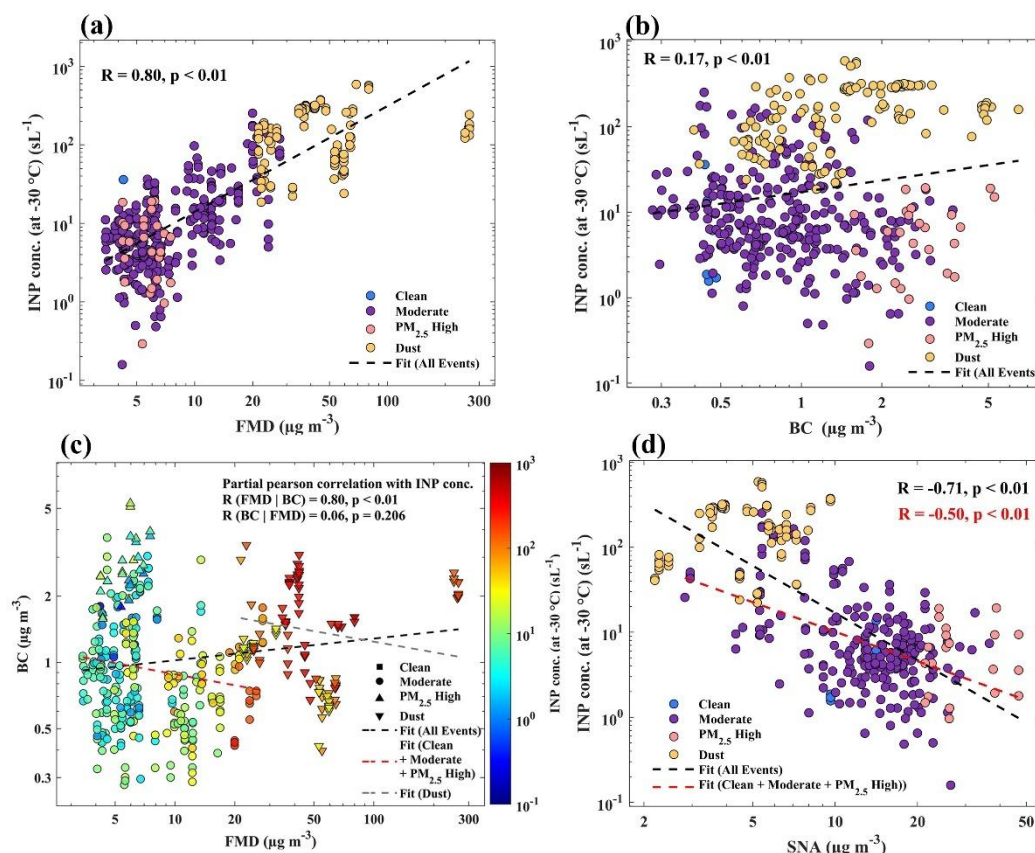 (a)
R = 0.80, p < 0.01
INP conc. (at -30 °C) (sL⁻¹)
10³
10²
10¹
10⁰
10⁻¹
Clean
Moderate
PM₂.₅ High
Dust
Fit (All Events)
5 10 20 50 100 300
FMD (μg m⁻³)
(b)
R = 0.17, p < 0.01
INP conc. (at -30 °C) (sL⁻¹)
10³
10²
10¹
10⁰
10⁻¹
Clean
Moderate
PM₂.₅ High
Dust
Fit (All Events)
0.3 0.5 1 2 5
BC (μg m⁻³)
(c)
Partial pearson correlation with INP conc.
R (FMD | BC) = 0.80, p < 0.01
R (BC | FMD) = 0.06, p = 0.206
BC (μg m⁻³)
5
2
1
0.5
0.3
Clean
Moderate
PM₂.₅ High
Dust
Fit (All Events)
Fit (Clean
+ Moderate
+ PM₂.₅ High)
Fit (Dust)
5 10 20 50 100 300
FMD (μg m⁻³)
10³
10²
10¹
10⁰
10⁻¹
INP conc. (at -30 °C) (sL⁻¹)
(d)
R = -0.71, p < 0.01
R = -0.50, p < 0.01
INP conc. (at -30 °C) (sL⁻¹)
10³
10²
10¹
10⁰
10⁻¹
Clean
Moderate
PM₂.₅ High
Dust
Fit (All Events)
Fit (Clean + Moderate + PM₂.₅ High))
2 5 10 20 50
SNA (μg m⁻³)